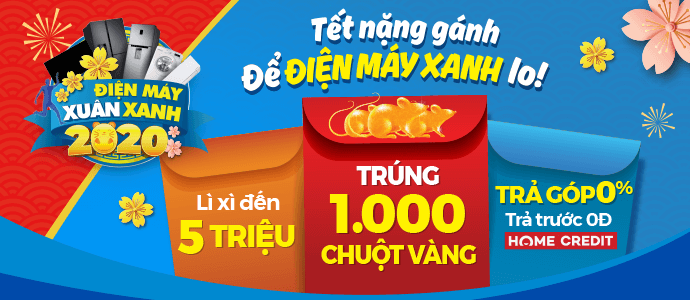 Tết nặng gánh
Để ĐIỆN MÁY XANH lo!
ĐIỆN MÁY
XUÂN XANH
2020
Lì xì đến
5 TRIỆU
TRÚNG
1.000
CHUỘT VÀNG
TRẢ GÓP 0%
Trả trước 0Đ
HOME CREDIT